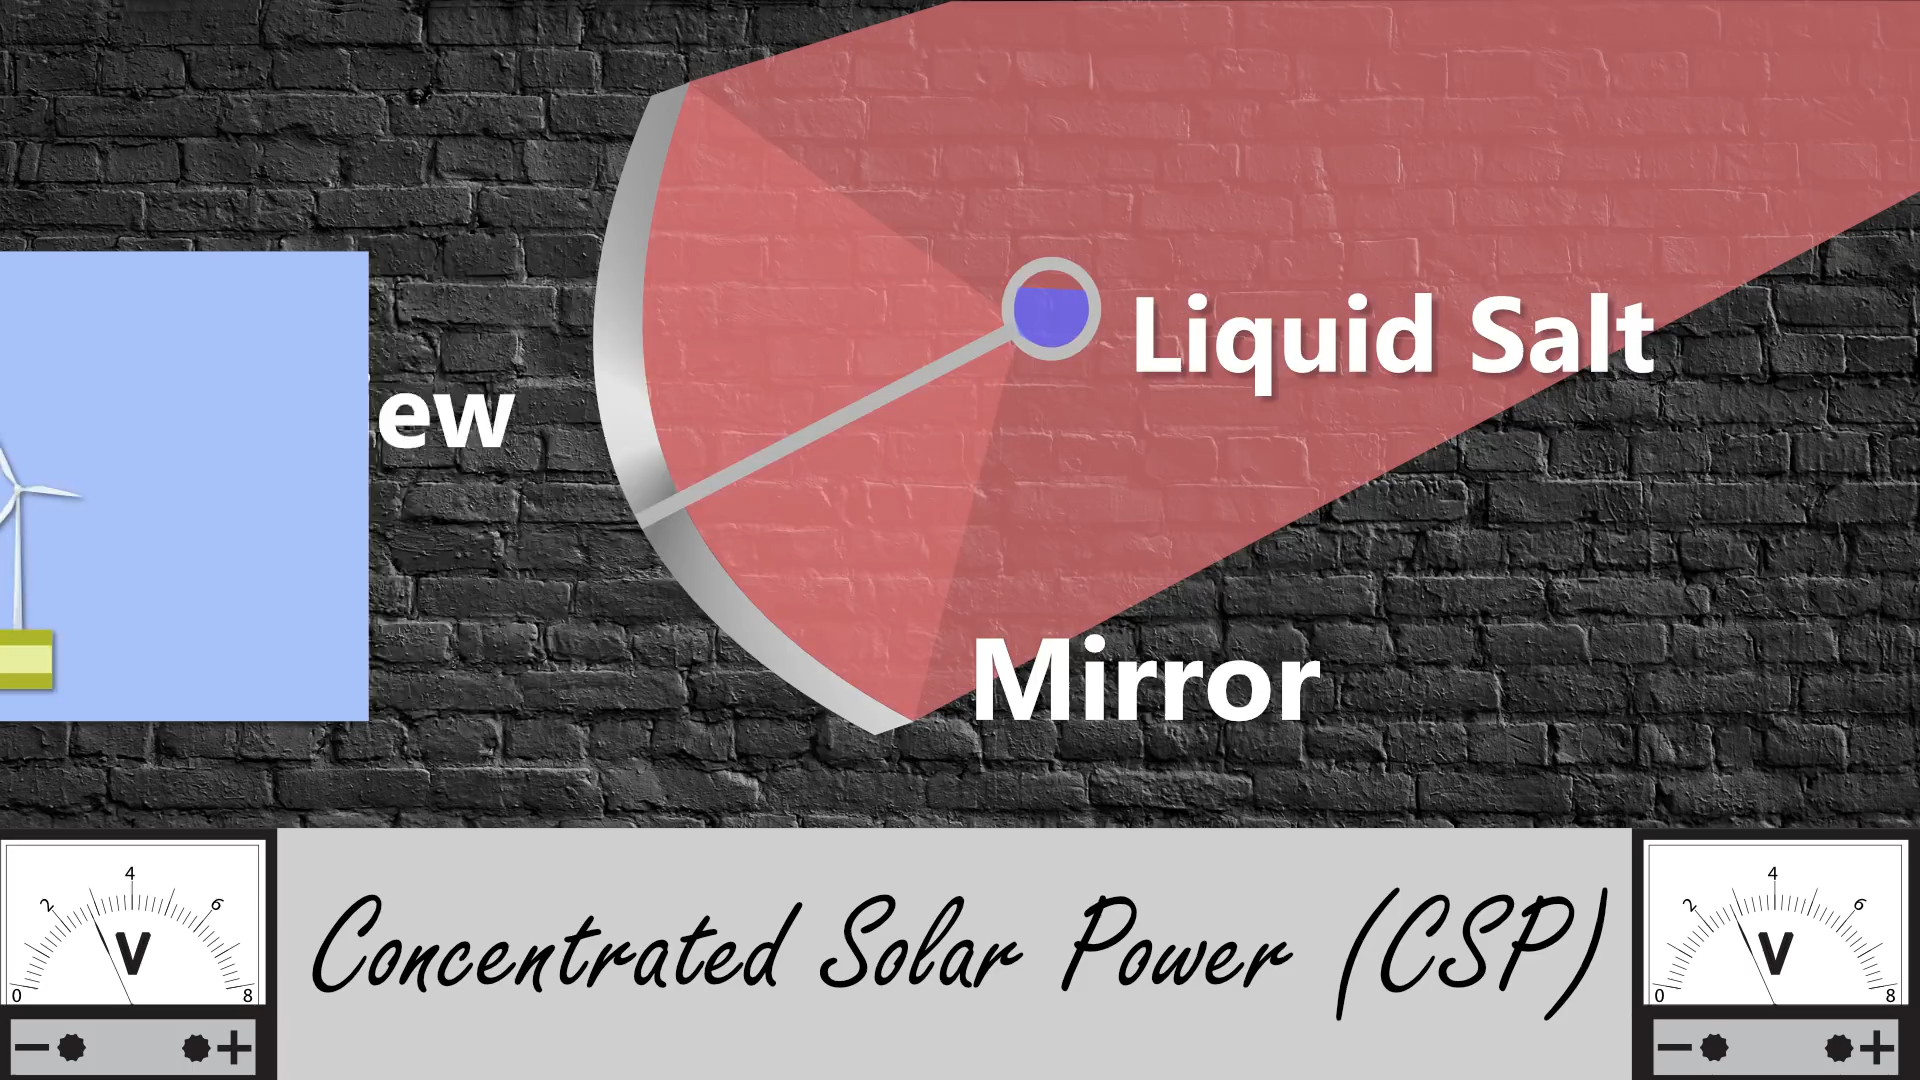 Liquid Salt
ew
Mirror
Concentrated Solar Power (CSP)
0 2 4 6 8
V
− +
0 2 4 6 8
V
− +